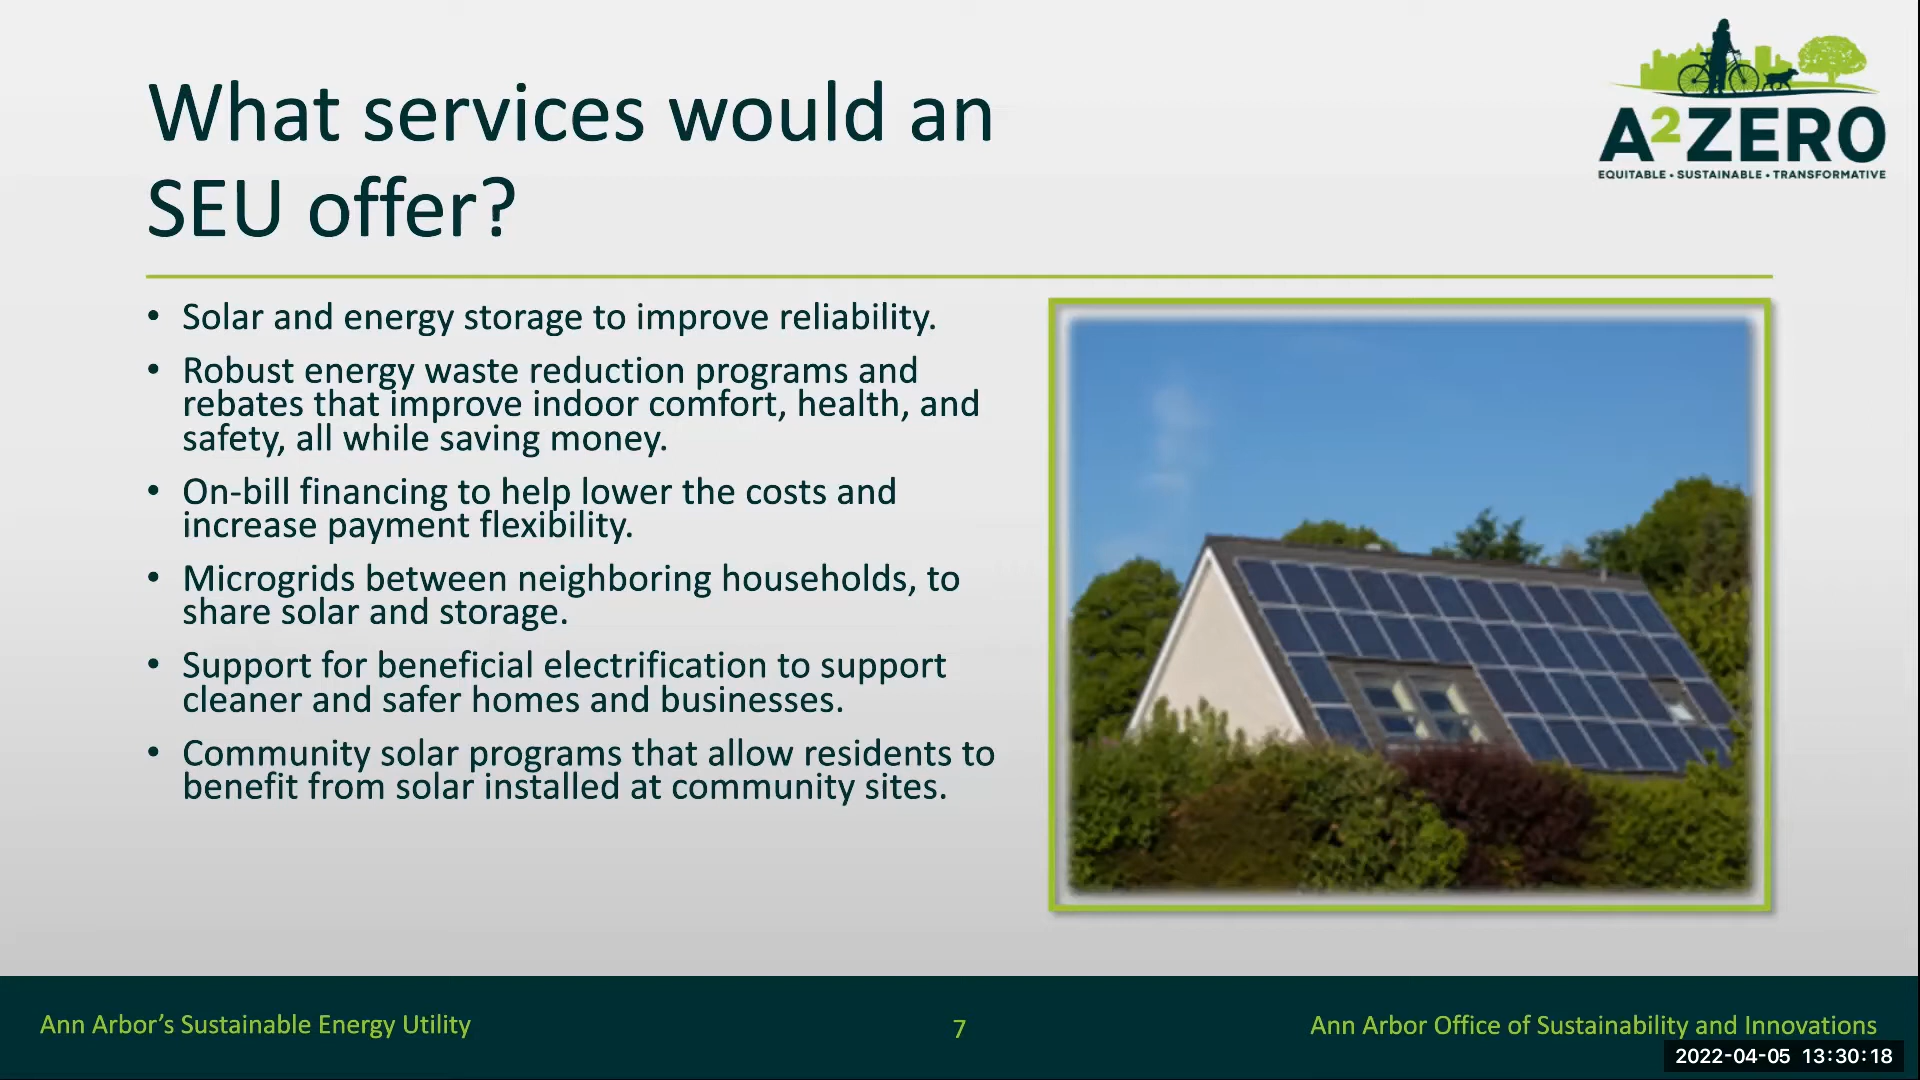 What services would an
SEU offer?
A²ZERO
EQUITABLE • SUSTAINABLE • TRANSFORMATIVE
• Solar and energy storage to improve reliability.
• Robust energy waste reduction programs and
rebates that improve indoor comfort, health, and
safety, all while saving money.
• On-bill financing to help lower the costs and
increase payment flexibility.
• Microgrids between neighboring households, to
share solar and storage.
• Support for beneficial electrification to support
cleaner and safer homes and businesses.
• Community solar programs that allow residents to
benefit from solar installed at community sites.
Ann Arbor’s Sustainable Energy Utility
7
Ann Arbor Office of Sustainability and Innovations
2022-04-05 13:30:18